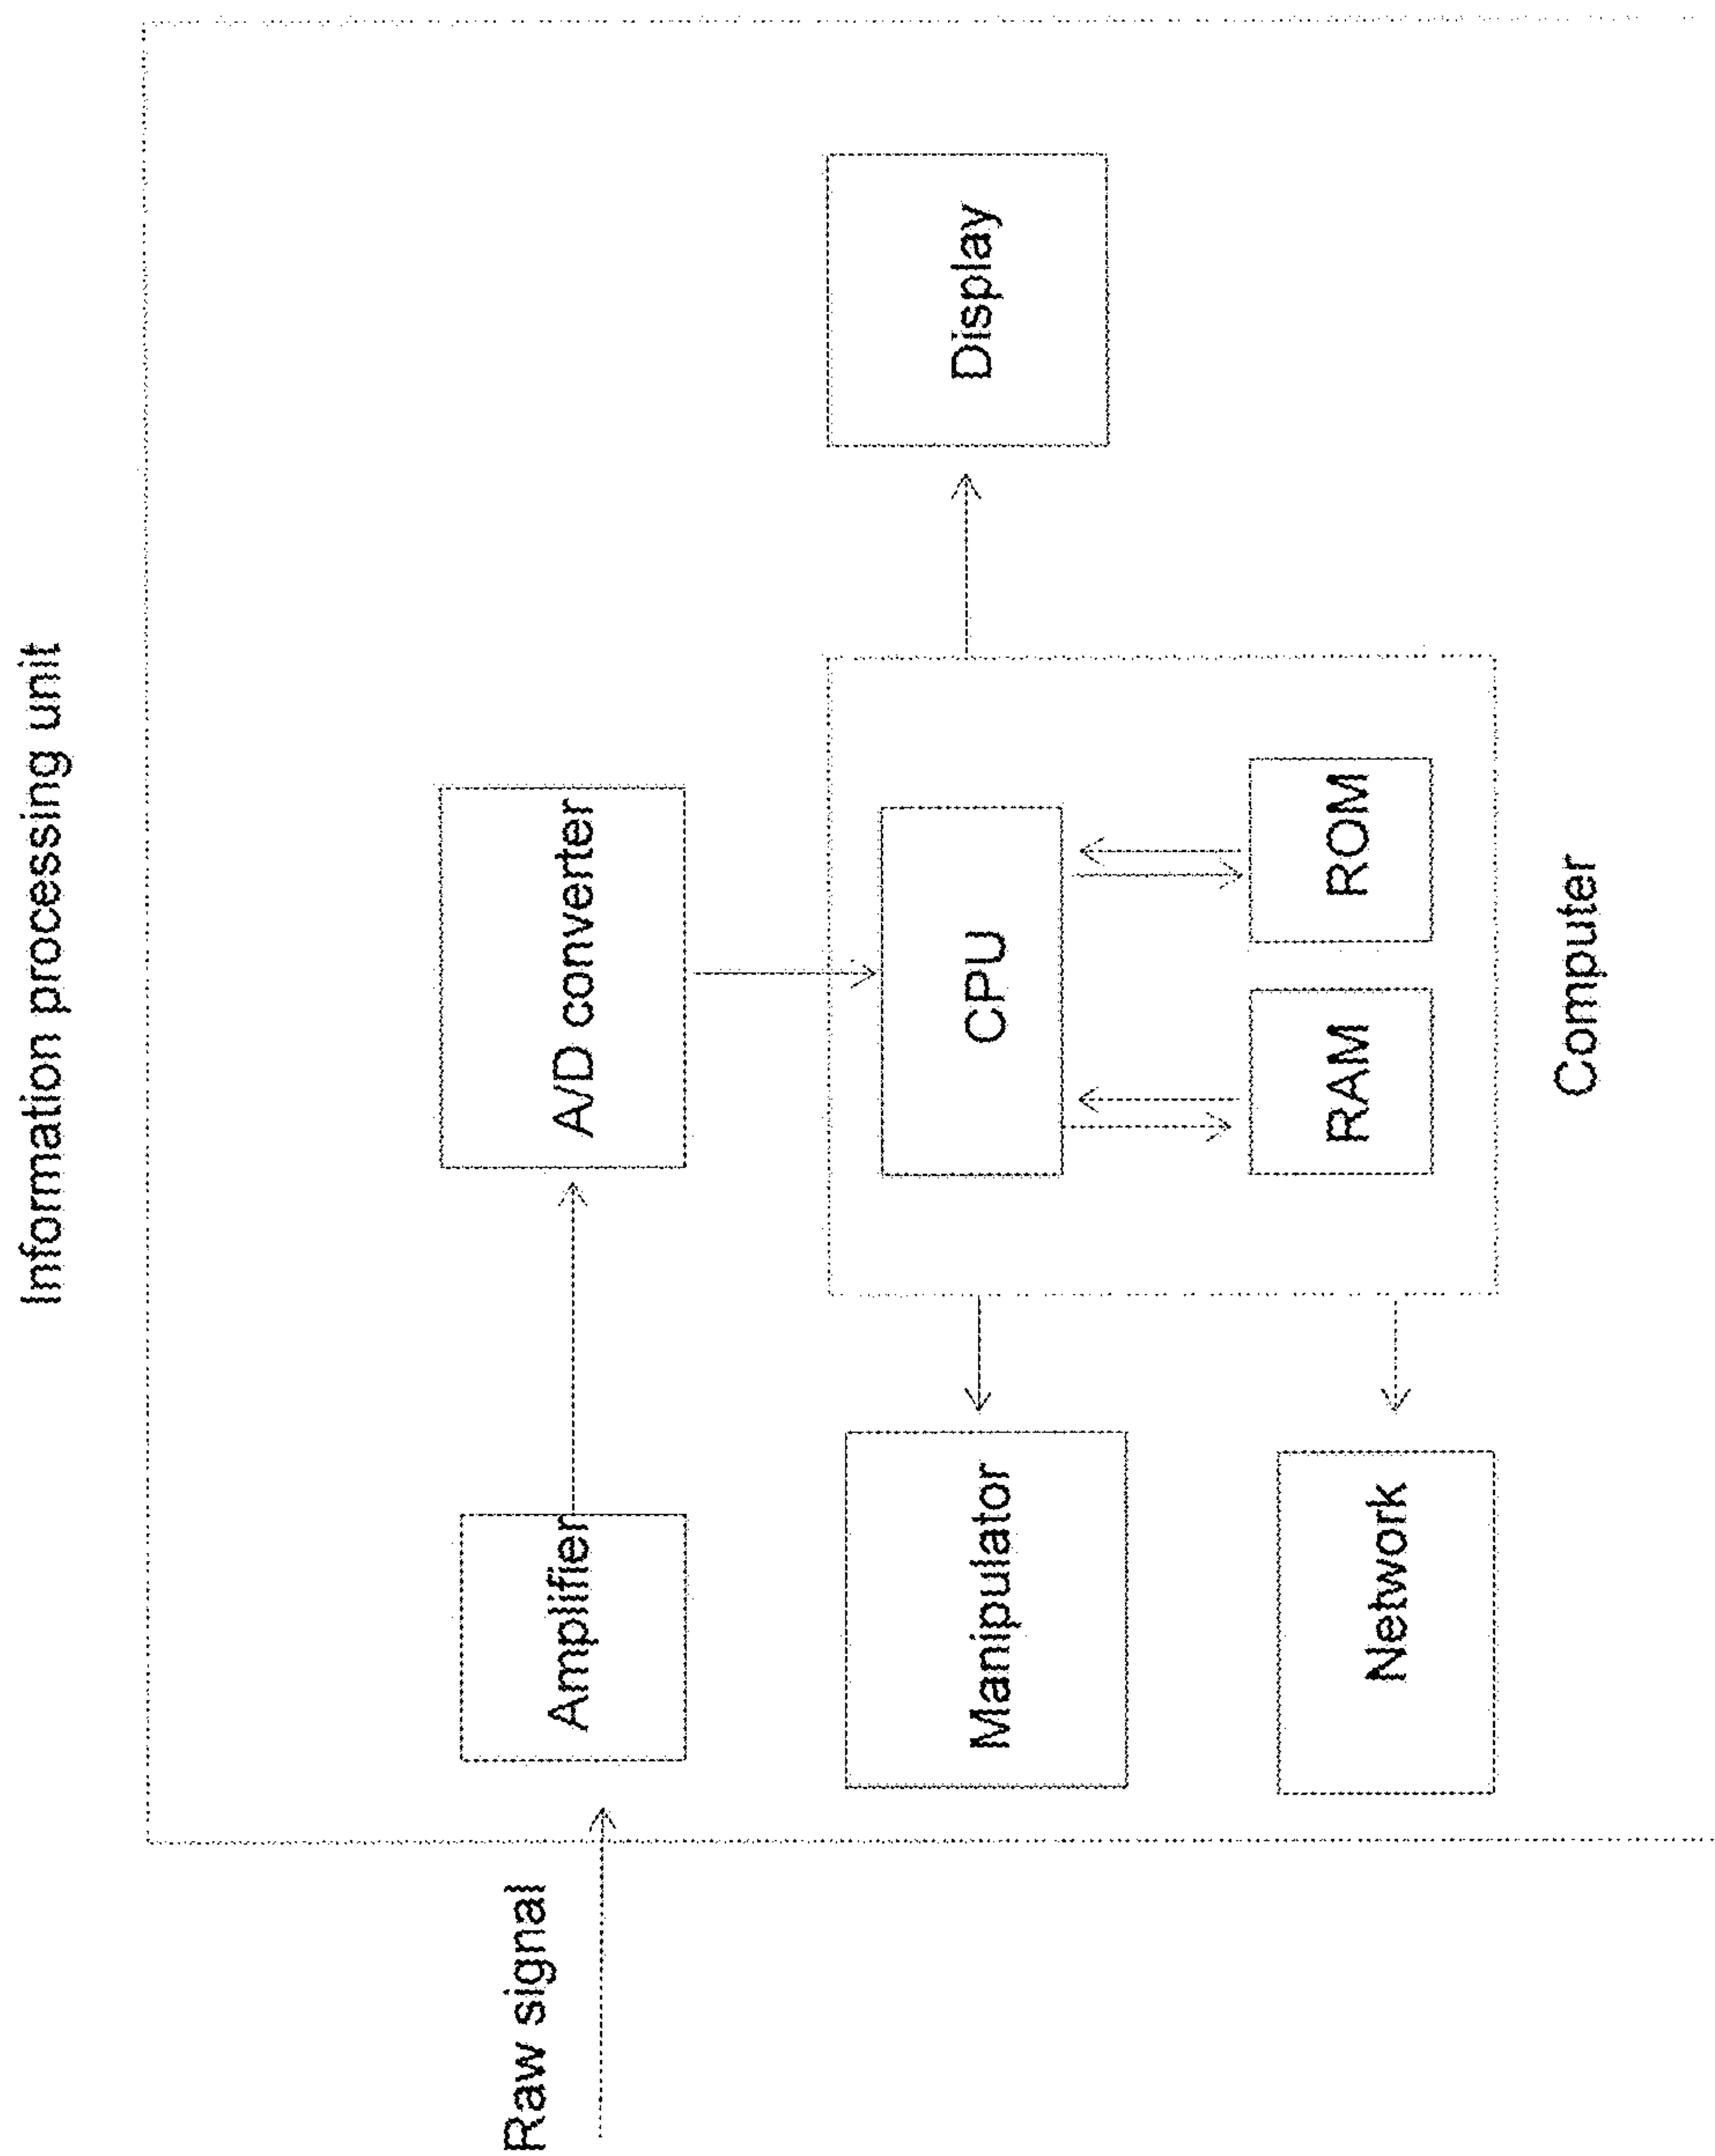 Information processing unit
Raw signal
Amplifier
A/D converter
Manipulator
CPU
Display
Network
RAM
ROM
Computer